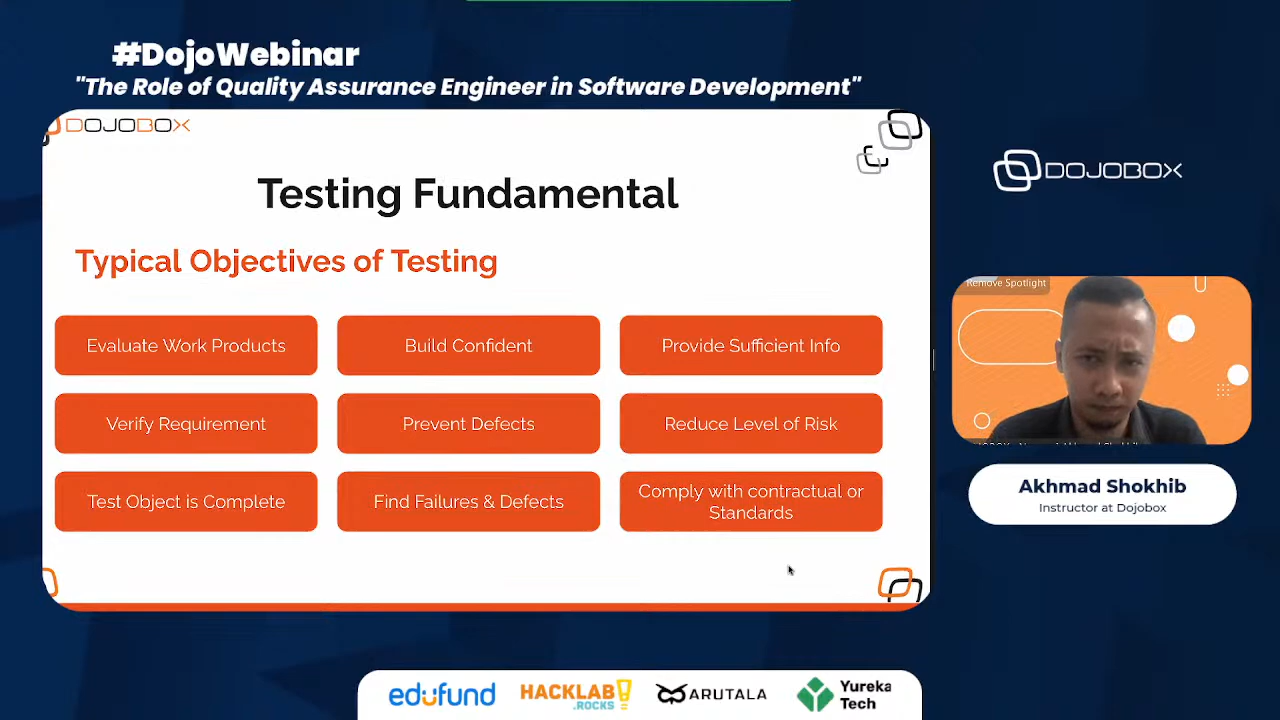 #DojoWebinar
"The Role of Quality Assurance Engineer in Software Development"
DOJOBOX
Testing Fundamental
Typical Objectives of Testing
Evaluate Work Products
Build Confident
Provide Sufficient Info
Verify Requirement
Prevent Defects
Reduce Level of Risk
Test Object is Complete
Find Failures & Defects
Comply with contractual or
Standards
DOJOBOX
Remove Spotlight
Akhmad Shokhib
Instructor at Dojobox
edufund
HACKLAB!
.ROCKS
ARUTALA
Yureka
Tech